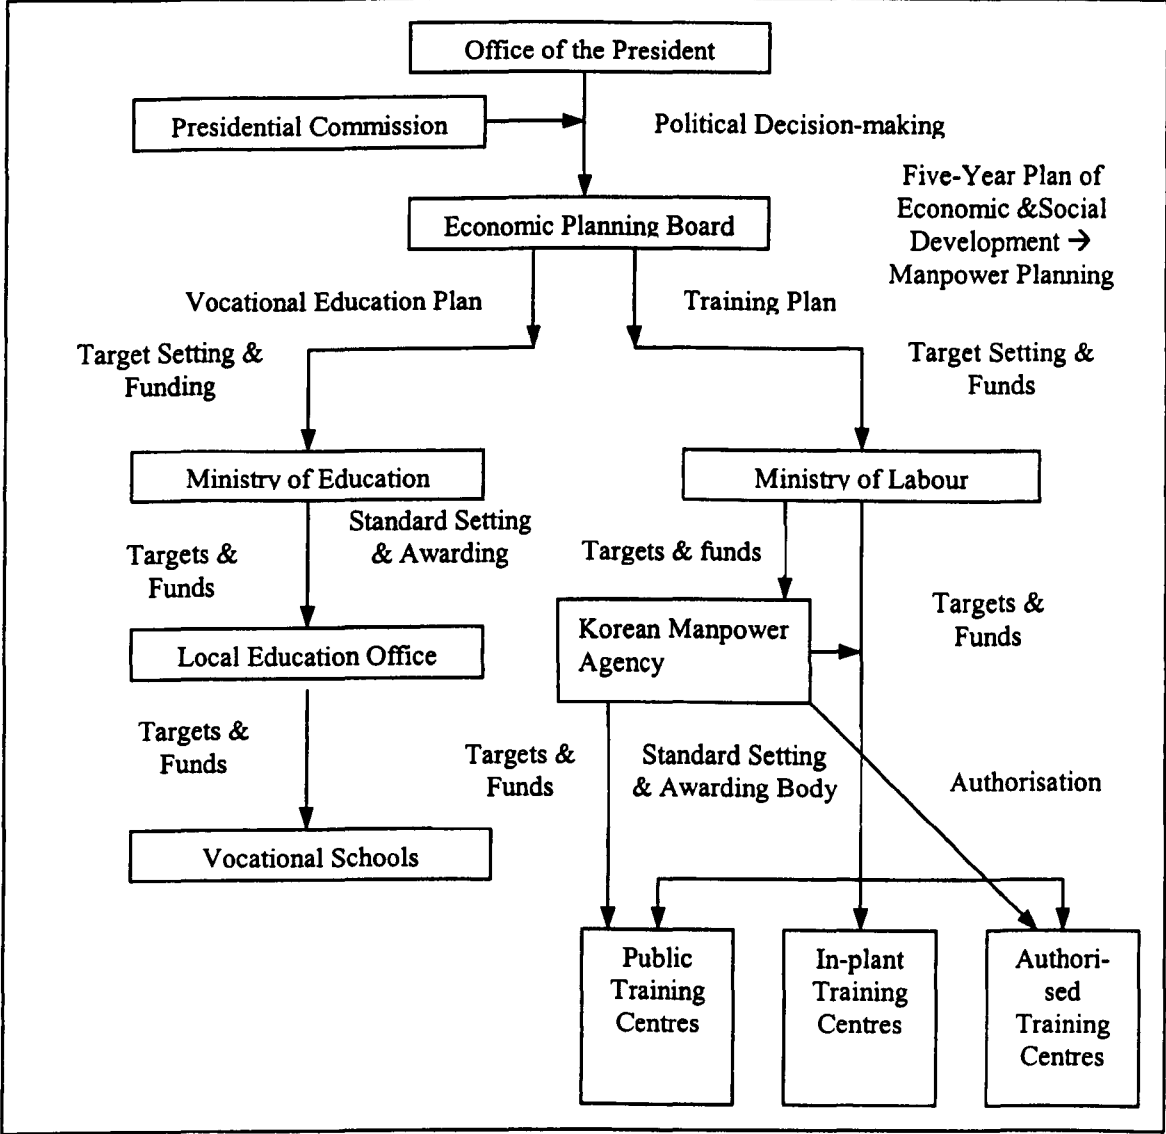 Office of the President
Presidential Commission
Political Decision-making
Five-Year Plan of
Economic &Social
Development →
Manpower Planning
Economic Planning Board
Vocational Education Plan
Training Plan
Target Setting &
Funding
Target Setting &
Funds
Ministry of Education
Ministry of Labour
Standard Setting
& Awarding
Targets &
Funds
Targets & funds
Targets &
Funds
Korean Manpower
Agency
Local Education Office
Targets &
Funds
Targets &
Funds
Standard Setting
& Awarding Body
Authorisation
Vocational Schools
Public
Training
Centres
In-plant
Training
Centres
Authori-
sed
Training
Centres